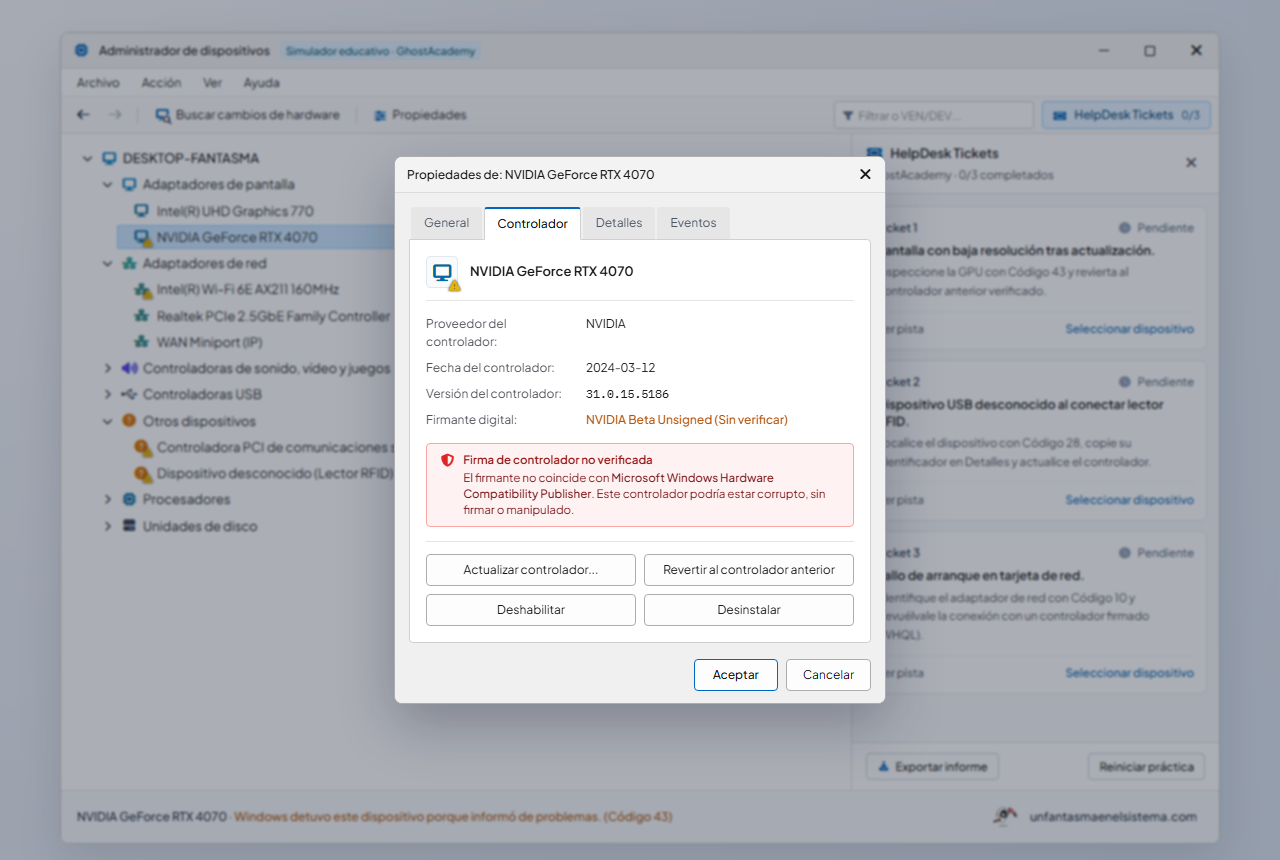 Administrador de dispositivos
Simulador educativo · GhostAcademy
Archivo Acción Ver Ayuda
Buscar cambios de hardware
Propiedades
Filtrar o VEN/DEV...
HelpDesk Tickets 0/3
DESKTOP-FANTASMA
Adaptadores de pantalla
Intel(R) UHD Graphics 770
NVIDIA GeForce RTX 4070
Adaptadores de red
Intel(R) Wi-Fi 6E AX211 160MHz
Realtek PCIe 2.5GbE Family Controller
WAN Miniport (IP)
Controladoras de sonido, vídeo y juegos
Controladoras USB
Otros dispositivos
Controladora PCI de comunicaciones
Dispositivo desconocido (Lector RFID)
Procesadores
Unidades de disco
Propiedades de: NVIDIA GeForce RTX 4070
General
Controlador
Detalles
Eventos
NVIDIA GeForce RTX 4070
Proveedor del
controlador:
NVIDIA
Fecha del controlador:
2024-03-12
Versión del controlador:
31.0.15.5186
Firmante digital:
NVIDIA Beta Unsigned (Sin verificar)
Firma de controlador no verificada
El firmante no coincide con Microsoft Windows Hardware
Compatibility Publisher. Este controlador podría estar corrupto, sin
firmar o manipulado.
Actualizar controlador...
Revertir al controlador anterior
Deshabilitar
Desinstalar
Aceptar
Cancelar
HelpDesk Tickets
0/3 completados
1
Pendiente
con baja resolución tras actualización.
la GPU con Código 43 y revierta al
anterior verificado.
pista
Seleccionar dispositivo
2
Pendiente
USB desconocido al conectar lector
el dispositivo con Código 28, copie su
en Detalles y actualice el controlador.
pista
Seleccionar dispositivo
3
Pendiente
de arranque en tarjeta de red.
el adaptador de red con Código 10 y
la conexión con un controlador firmado
pista
Seleccionar dispositivo
Exportar informe
Reiniciar práctica
NVIDIA GeForce RTX 4070 · Windows detuvo este dispositivo porque informó de problemas. (Código 43)
unfantasmaenelsistema.com